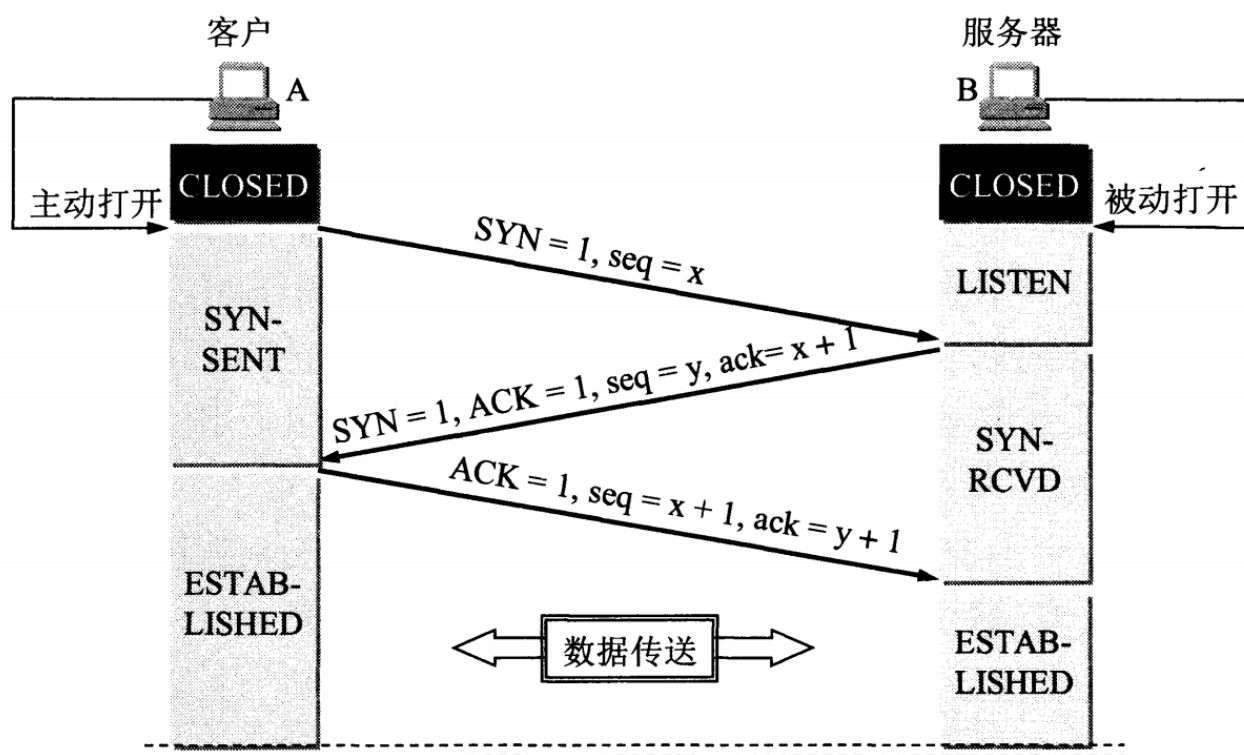 客户
服务器
A
B
CLOSED
CLOSED
主动打开
被动打开
SYN = 1, seq = x
LISTEN
SYN-
SENT
SYN = 1, ACK = 1, seq = y, ack= x + 1
SYN-
RCVD
ACK = 1, seq = x + 1, ack = y + 1
ESTAB-
LISHED
数据传送
ESTAB-
LISHED